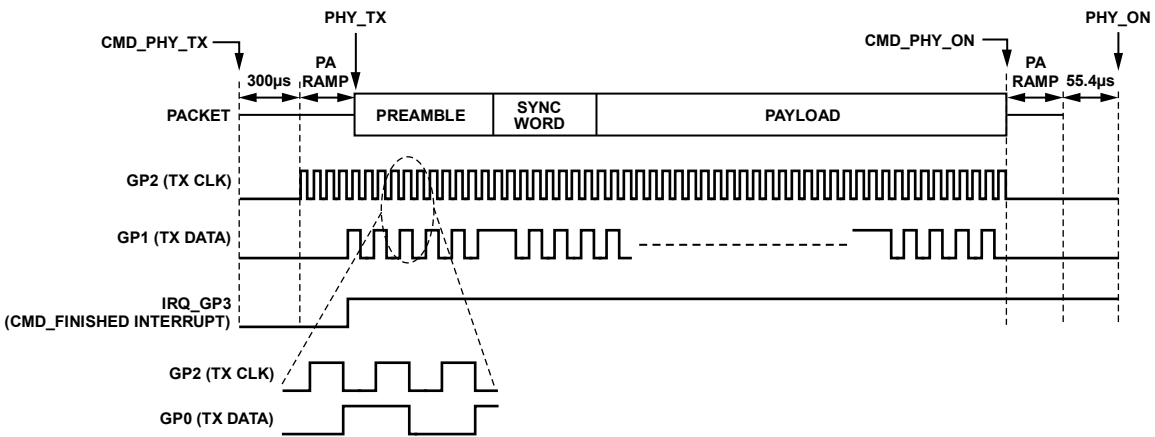 PHY_TX
PHY_ON
CMD_PHY_TX
CMD_PHY_ON
300µs
PA
RAMP
PA
RAMP
55.4µs
PACKET
PREAMBLE
SYNC
WORD
PAYLOAD
GP2 (TX CLK)
GP1 (TX DATA)
IRQ_GP3
(CMD_FINISHED INTERRUPT)
GP2 (TX CLK)
GP0 (TX DATA)